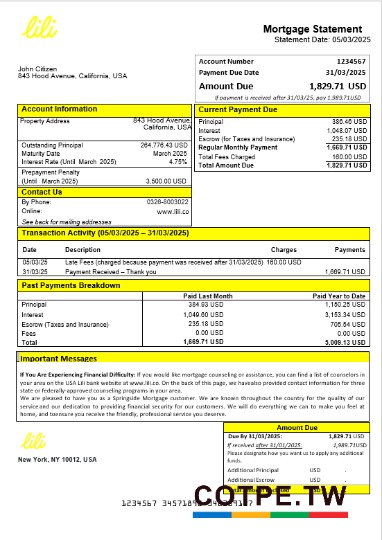 lili
Mortgage Statement
Statement Date: 05/03/2025
John Citizen
843 Hood Avenue, California, USA
Account Number 1234567
Payment Due Date 31/03/2025
Amount Due 1,829.71 USD
If payment is received after 31/03/25, pay 1,989.71USD
Account Information
Property Address 843 Hood Avenue,
California, USA
Outstanding Principal 264,776.43 USD
Maturity Date March 2025
Interest Rate (Until March 2025) 4.75%
Prepayment Penalty
(Until March 2025) 3,500.00 USD
Current Payment Due
Principal 386.46 USD
Interest 1,048.07 USD
Escrow (for Taxes and Insurance) 235.18 USD
Regular Monthly Payment 1,669.71 USD
Total Fees Charged 160.00 USD
Total Amount Due 1,829.71 USD
Contact Us
By Phone: 0326-8003022
Online: www.lili.co
See back for mailing addresses
Transaction Activity (05/03/2025 – 31/03/2025)
Date Description Charges Payments
05/03/25 Late Fees (charged because payment was received after 31/03/2025) 160.00 USD
31/03/25 Payment Received – Thank you 1,669.71 USD
Past Payments Breakdown
Paid Last Month Paid Year to Date
Principal 384.93 USD 1,150.25 USD
Interest 1,049.60 USD 3,153.34 USD
Escrow (Taxes and Insurance) 235.18 USD 705.54 USD
Fees 0.00 USD 0.00 USD
Total 1,669.71 USD 5,009.13 USD
Important Messages
If You Are Experiencing Financial Difficulty: If you would like mortgage counseling or assistance, you can find a list of counselors in
your area on the USA Lili bank website at www.lili.co. On the back of this page, we havealso provided contact information for three
state or Federally-approved counseling programs in your area.
We are pleased to have you as a Springside Mortgage customer. We are known throughout the country for the quality of our
service and our dedication to providing financial security for our customers. We will do everything we can to make you feel at
home, and to ensure you receive the friendly, professional service you deserve.
lili
New York, NY 10012, USA
Amount Due
Due By 31/03/2025: 1,829.71 USD
If received after 31/03/2025: 1,989.71USD
Please designate how you want us to apply any additional
funds.
Additional Principal USD .
Additional Escrow USD .
COTPE.TW